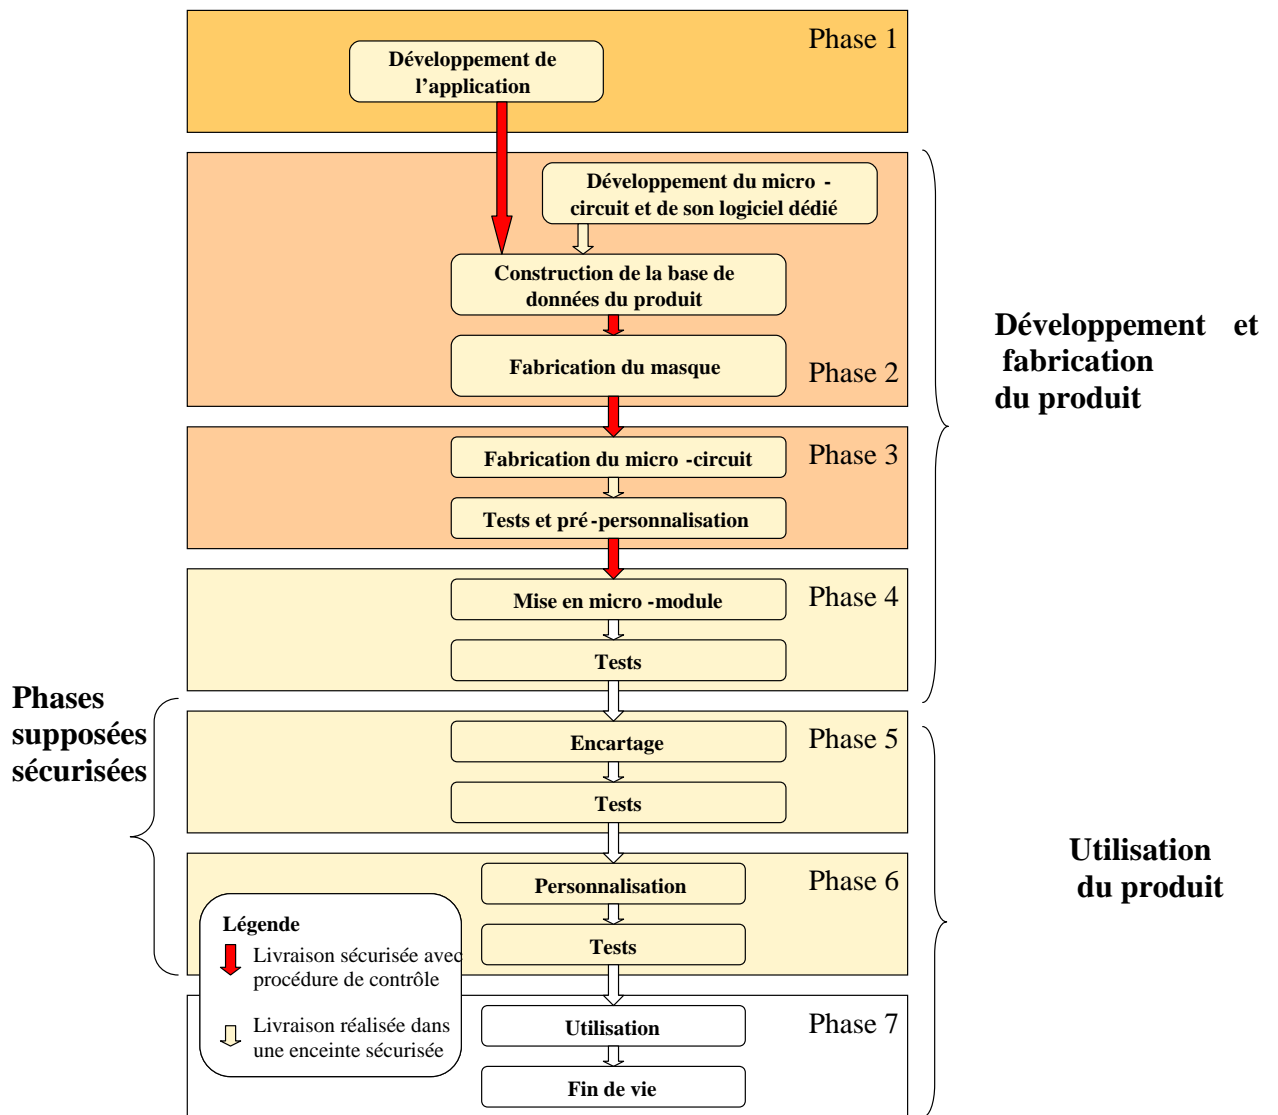 Phase 1
Développement de
l’application
Développement du micro -
circuit et de son logiciel dédié
Construction de la base de
données du produit
Fabrication du masque
Phase 2
Développement et
fabrication
du produit
Fabrication du micro -circuit
Phase 3
Tests et pré-personnalisation
Mise en micro -module
Phase 4
Tests
Phases
supposées
sécurisées
Encartage
Phase 5
Tests
Personnalisation
Phase 6
Tests
Utilisation
du produit
Légende
Livraison sécurisée avec
procédure de contrôle
Livraison réalisée dans
une enceinte sécurisée
Utilisation
Phase 7
Fin de vie